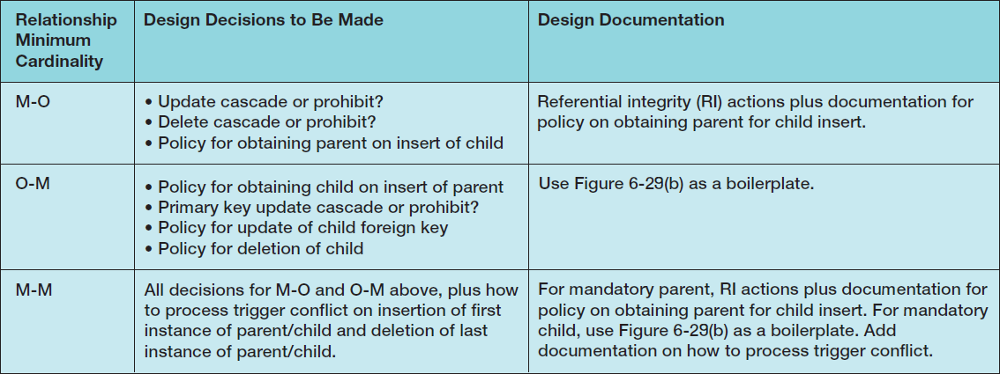 Relationship
Minimum
Cardinality
Design Decisions to Be Made
Design Documentation
M-O
• Update cascade or prohibit?
• Delete cascade or prohibit?
• Policy for obtaining parent on insert of child
Referential integrity (RI) actions plus documentation for
policy on obtaining parent for child insert.
O-M
• Policy for obtaining child on insert of parent
• Primary key update cascade or prohibit?
• Policy for update of child foreign key
• Policy for deletion of child
Use Figure 6-29(b) as a boilerplate.
M-M
All decisions for M-O and O-M above, plus how
to process trigger conflict on insertion of first
instance of parent/child and deletion of last
instance of parent/child.
For mandatory parent, RI actions plus documentation for
policy on obtaining parent for child insert. For mandatory
child, use Figure 6-29(b) as a boilerplate. Add
documentation on how to process trigger conflict.